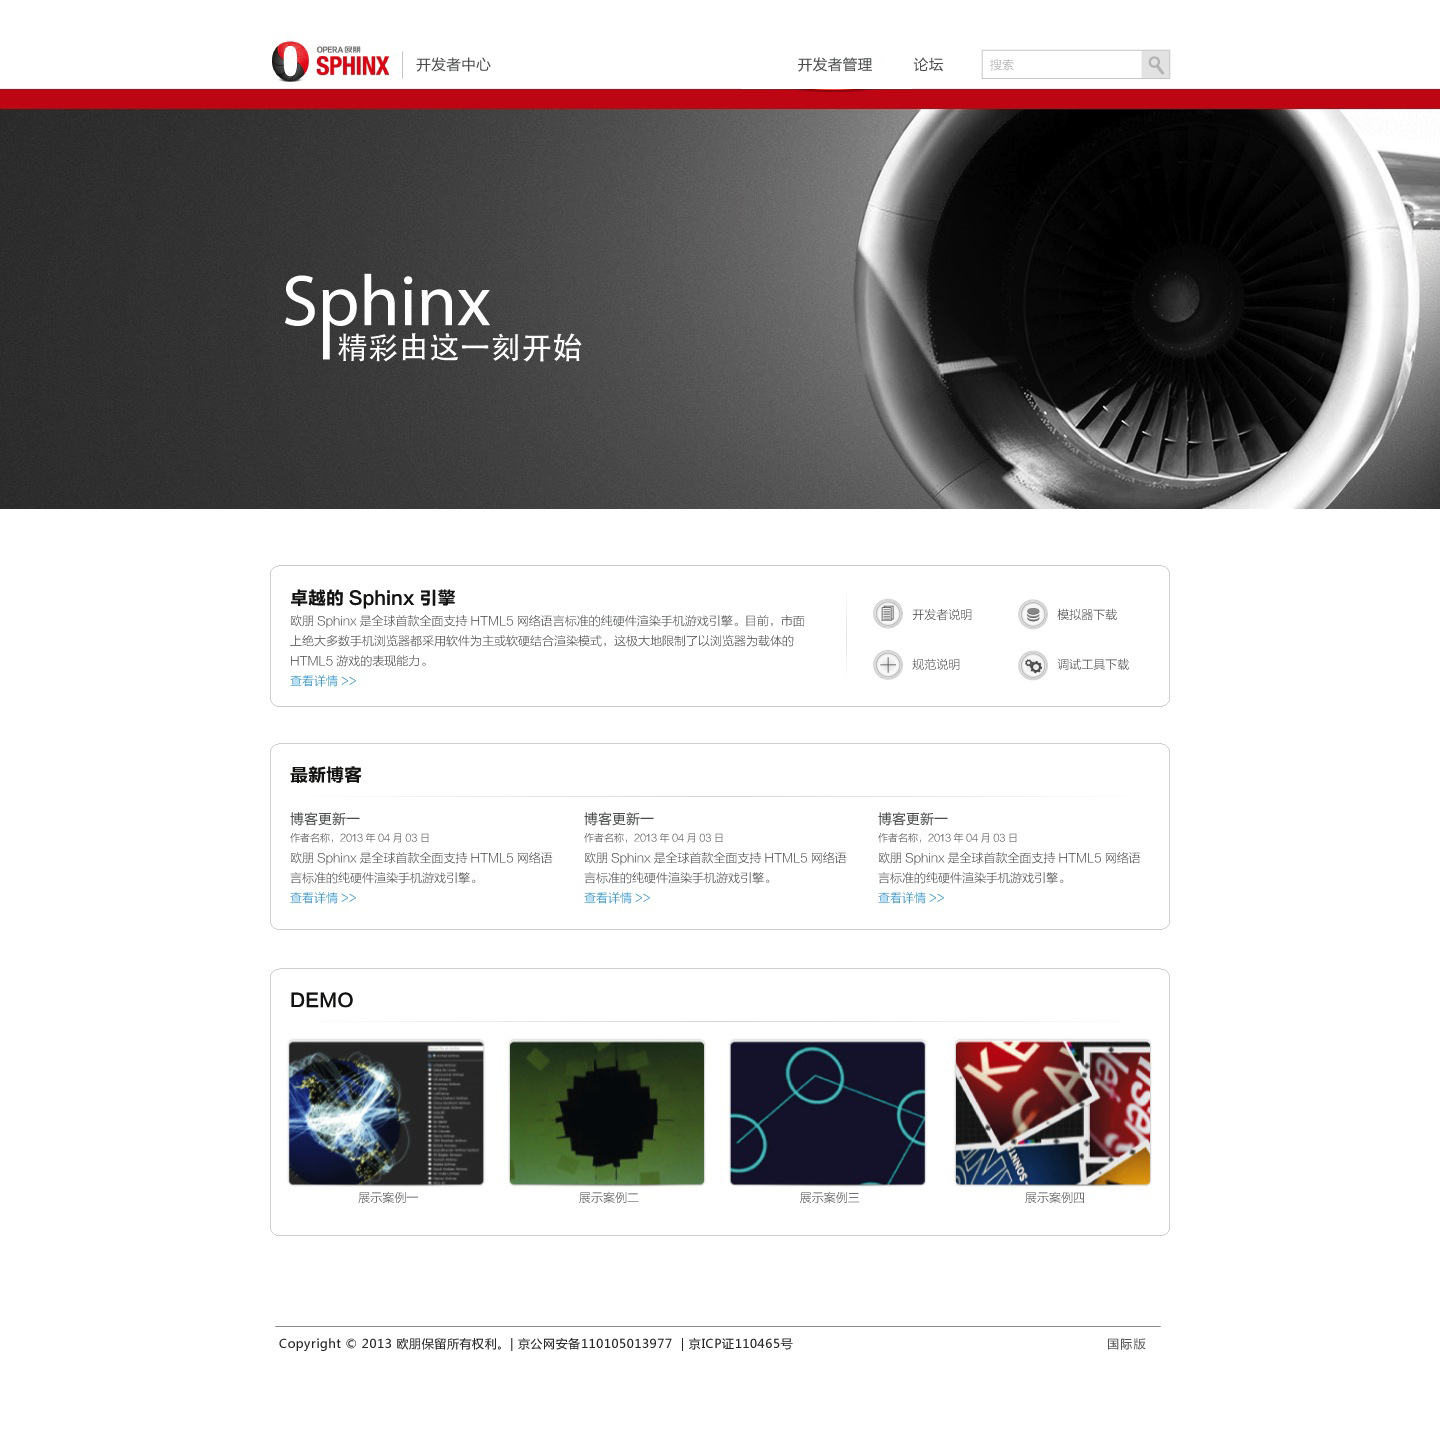 OPERA 欧朋
SPHINX
开发者中心
开发者管理
论坛
搜索
Sphinx
精彩由这一刻开始
卓越的 Sphinx 引擎
欧朋 Sphinx 是全球首款全面支持 HTML5 网络语言标准的纯硬件渲染手机游戏引擎。目前，市面
上绝大多数手机浏览器都采用软件为主或软硬结合渲染模式，这极大地限制了以浏览器为载体的
HTML5 游戏的表现能力。
查看详情 >>
开发者说明
模拟器下载
规范说明
调试工具下载
最新博客
博客更新一
作者名称，2013 年 04 月 03 日
欧朋 Sphinx 是全球首款全面支持 HTML5 网络语
言标准的纯硬件渲染手机游戏引擎。
查看详情 >>
博客更新一
作者名称，2013 年 04 月 03 日
欧朋 Sphinx 是全球首款全面支持 HTML5 网络语
言标准的纯硬件渲染手机游戏引擎。
查看详情 >>
博客更新一
作者名称，2013 年 04 月 03 日
欧朋 Sphinx 是全球首款全面支持 HTML5 网络语
言标准的纯硬件渲染手机游戏引擎。
查看详情 >>
DEMO
展示案例一
展示案例二
展示案例三
展示案例四
Copyright © 2013 欧朋保留所有权利。| 京公网安备110105013977 | 京ICP证110465号
国际版